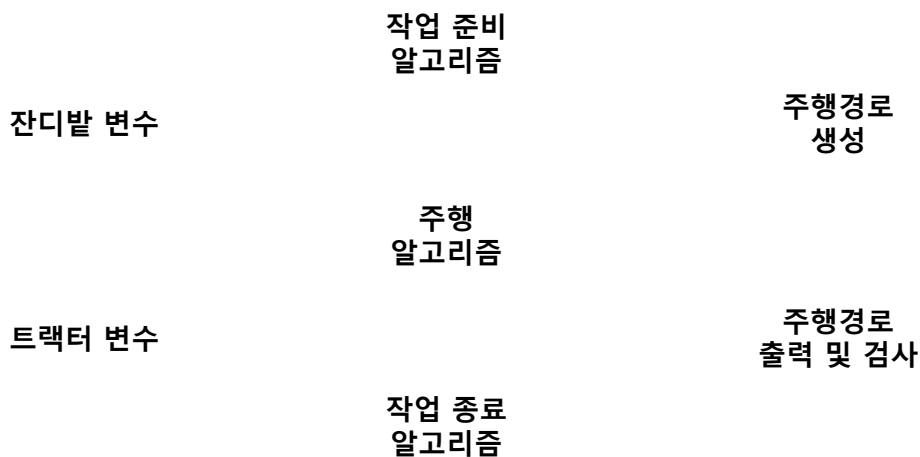 작업 준비
알고리즘
잔디밭 변수
주행경로
생성
주행
알고리즘
트랙터 변수
주행경로
출력 및 검사
작업 종료
알고리즘